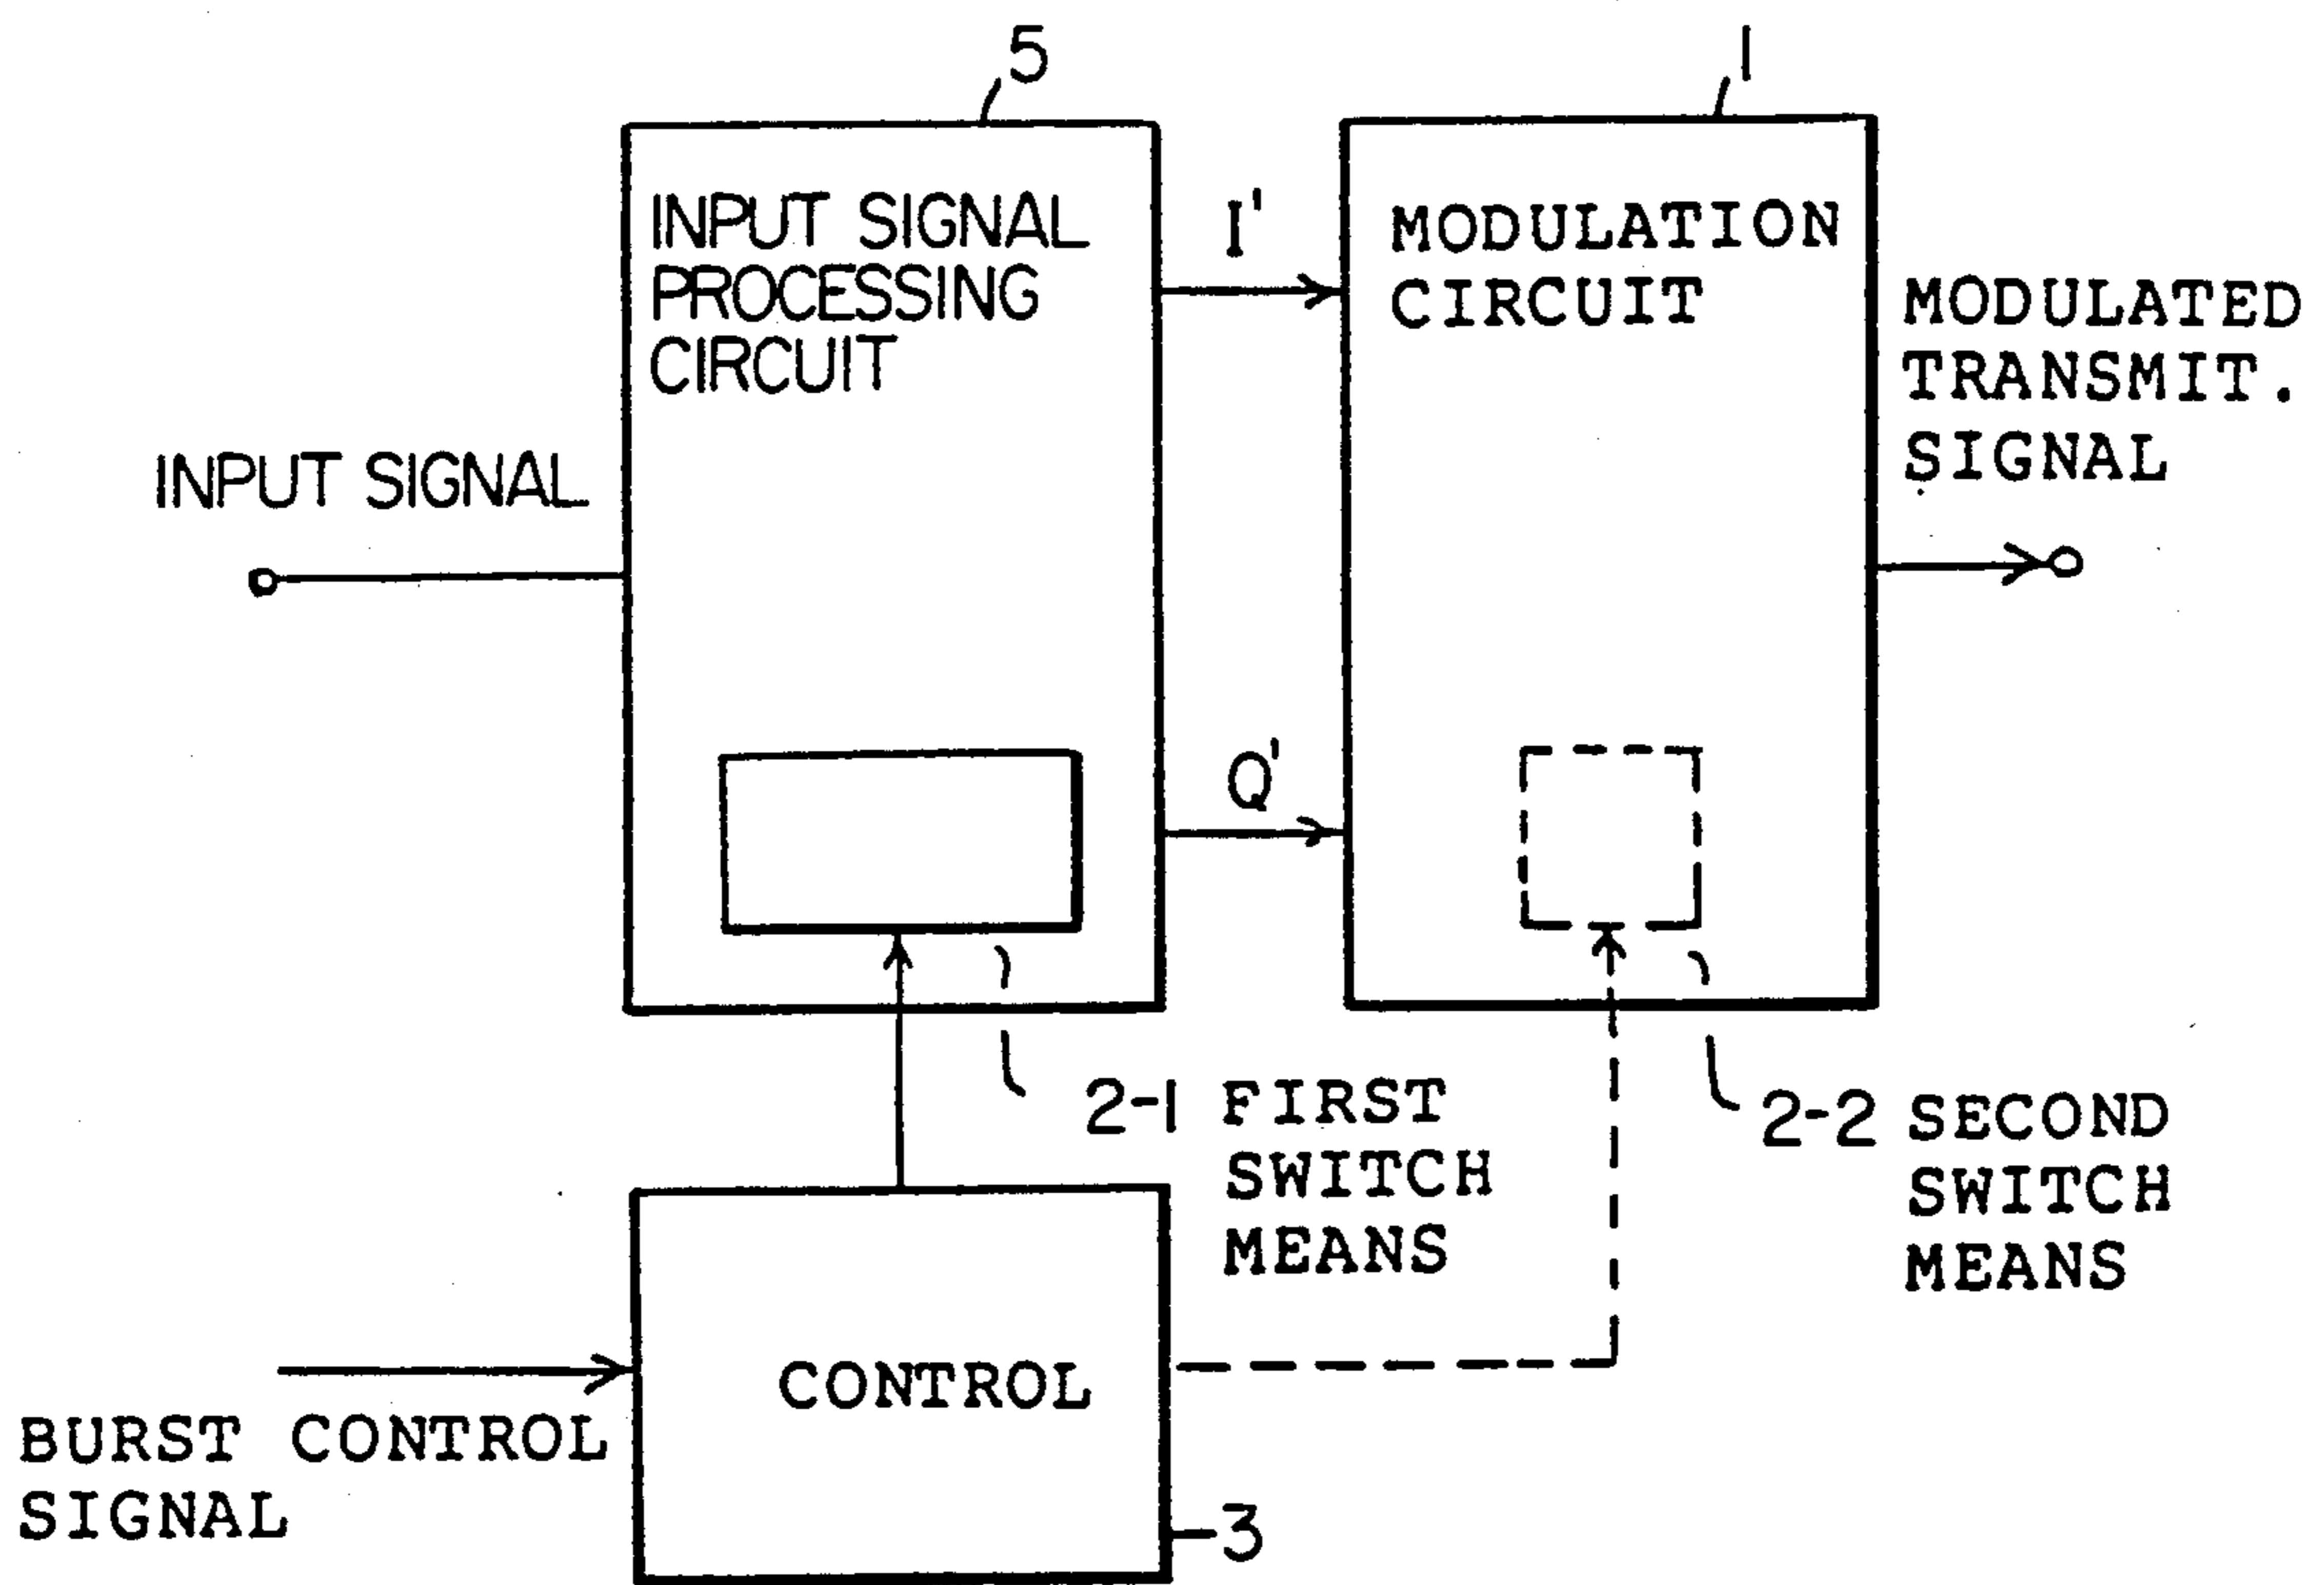 5
1
INPUT SIGNAL
PROCESSING
CIRCUIT
I'
MODULATION
CIRCUIT
MODULATED
TRANSMIT.
SIGNAL
INPUT SIGNAL
Q'
2-1 FIRST
SWITCH
MEANS
2-2 SECOND
SWITCH
MEANS
CONTROL
BURST CONTROL
SIGNAL
3